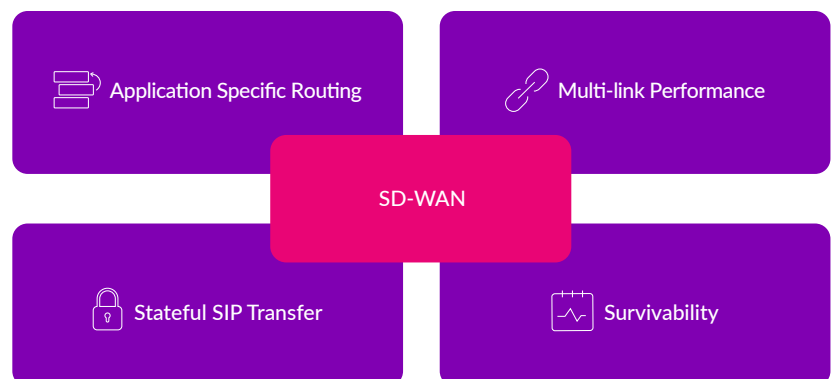 Application Specific Routing
Multi-link Performance
SD-WAN
Stateful SIP Transfer
Survivability